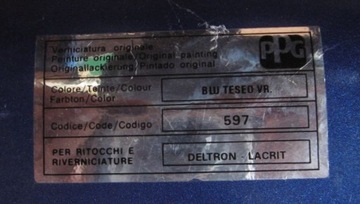 Verniciatura originale
Peinture originale/Original painting
Originallackierung/Pintado original
PPG
Colore/Teinte/Colour
Farbton/Color
BLU TESEO VR.
Codice/Code/Codigo
597
PER RITOCCHI E
RIVERNICIATURE
DELTRON - LACRIT